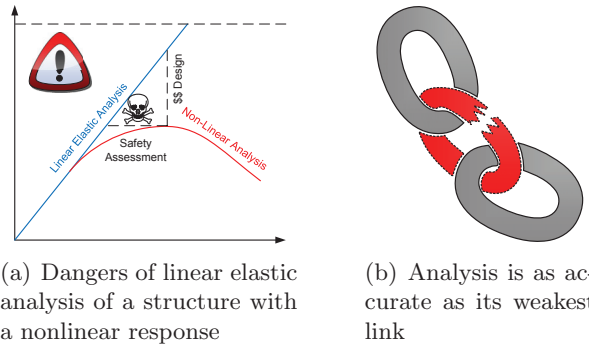 Linear Elastic Analysis
$$ Design
Non-Linear Analysis
Safety
Assessment
(a) Dangers of linear elastic
analysis of a structure with
a nonlinear response
(b) Analysis is as ac-
curate as its weakest
link